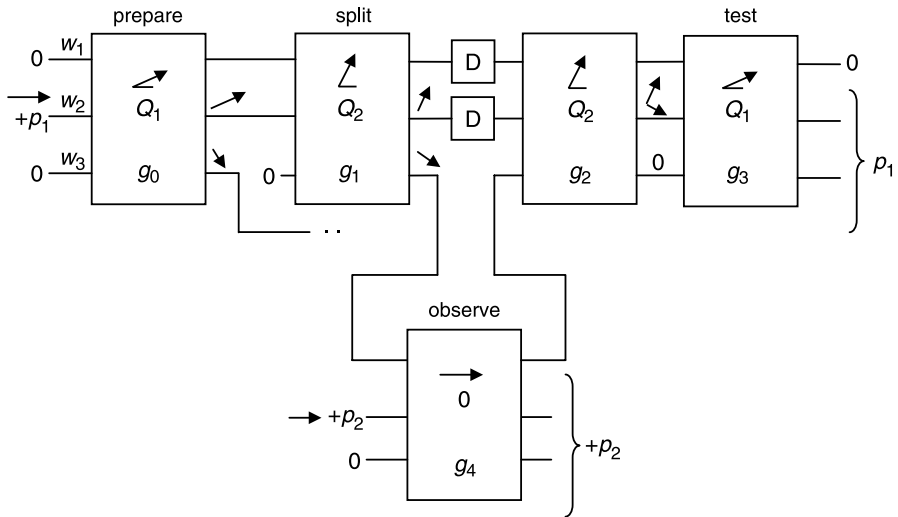 prepare
split
test
0 w₁
+p₁ w₂
0 w₃
Q₁
g₀
. .
0
Q₂
g₁
D
D
Q₂
g₂
0
Q₁
g₃
0
p₁
observe
+p₂
0
0
g₄
+p₂